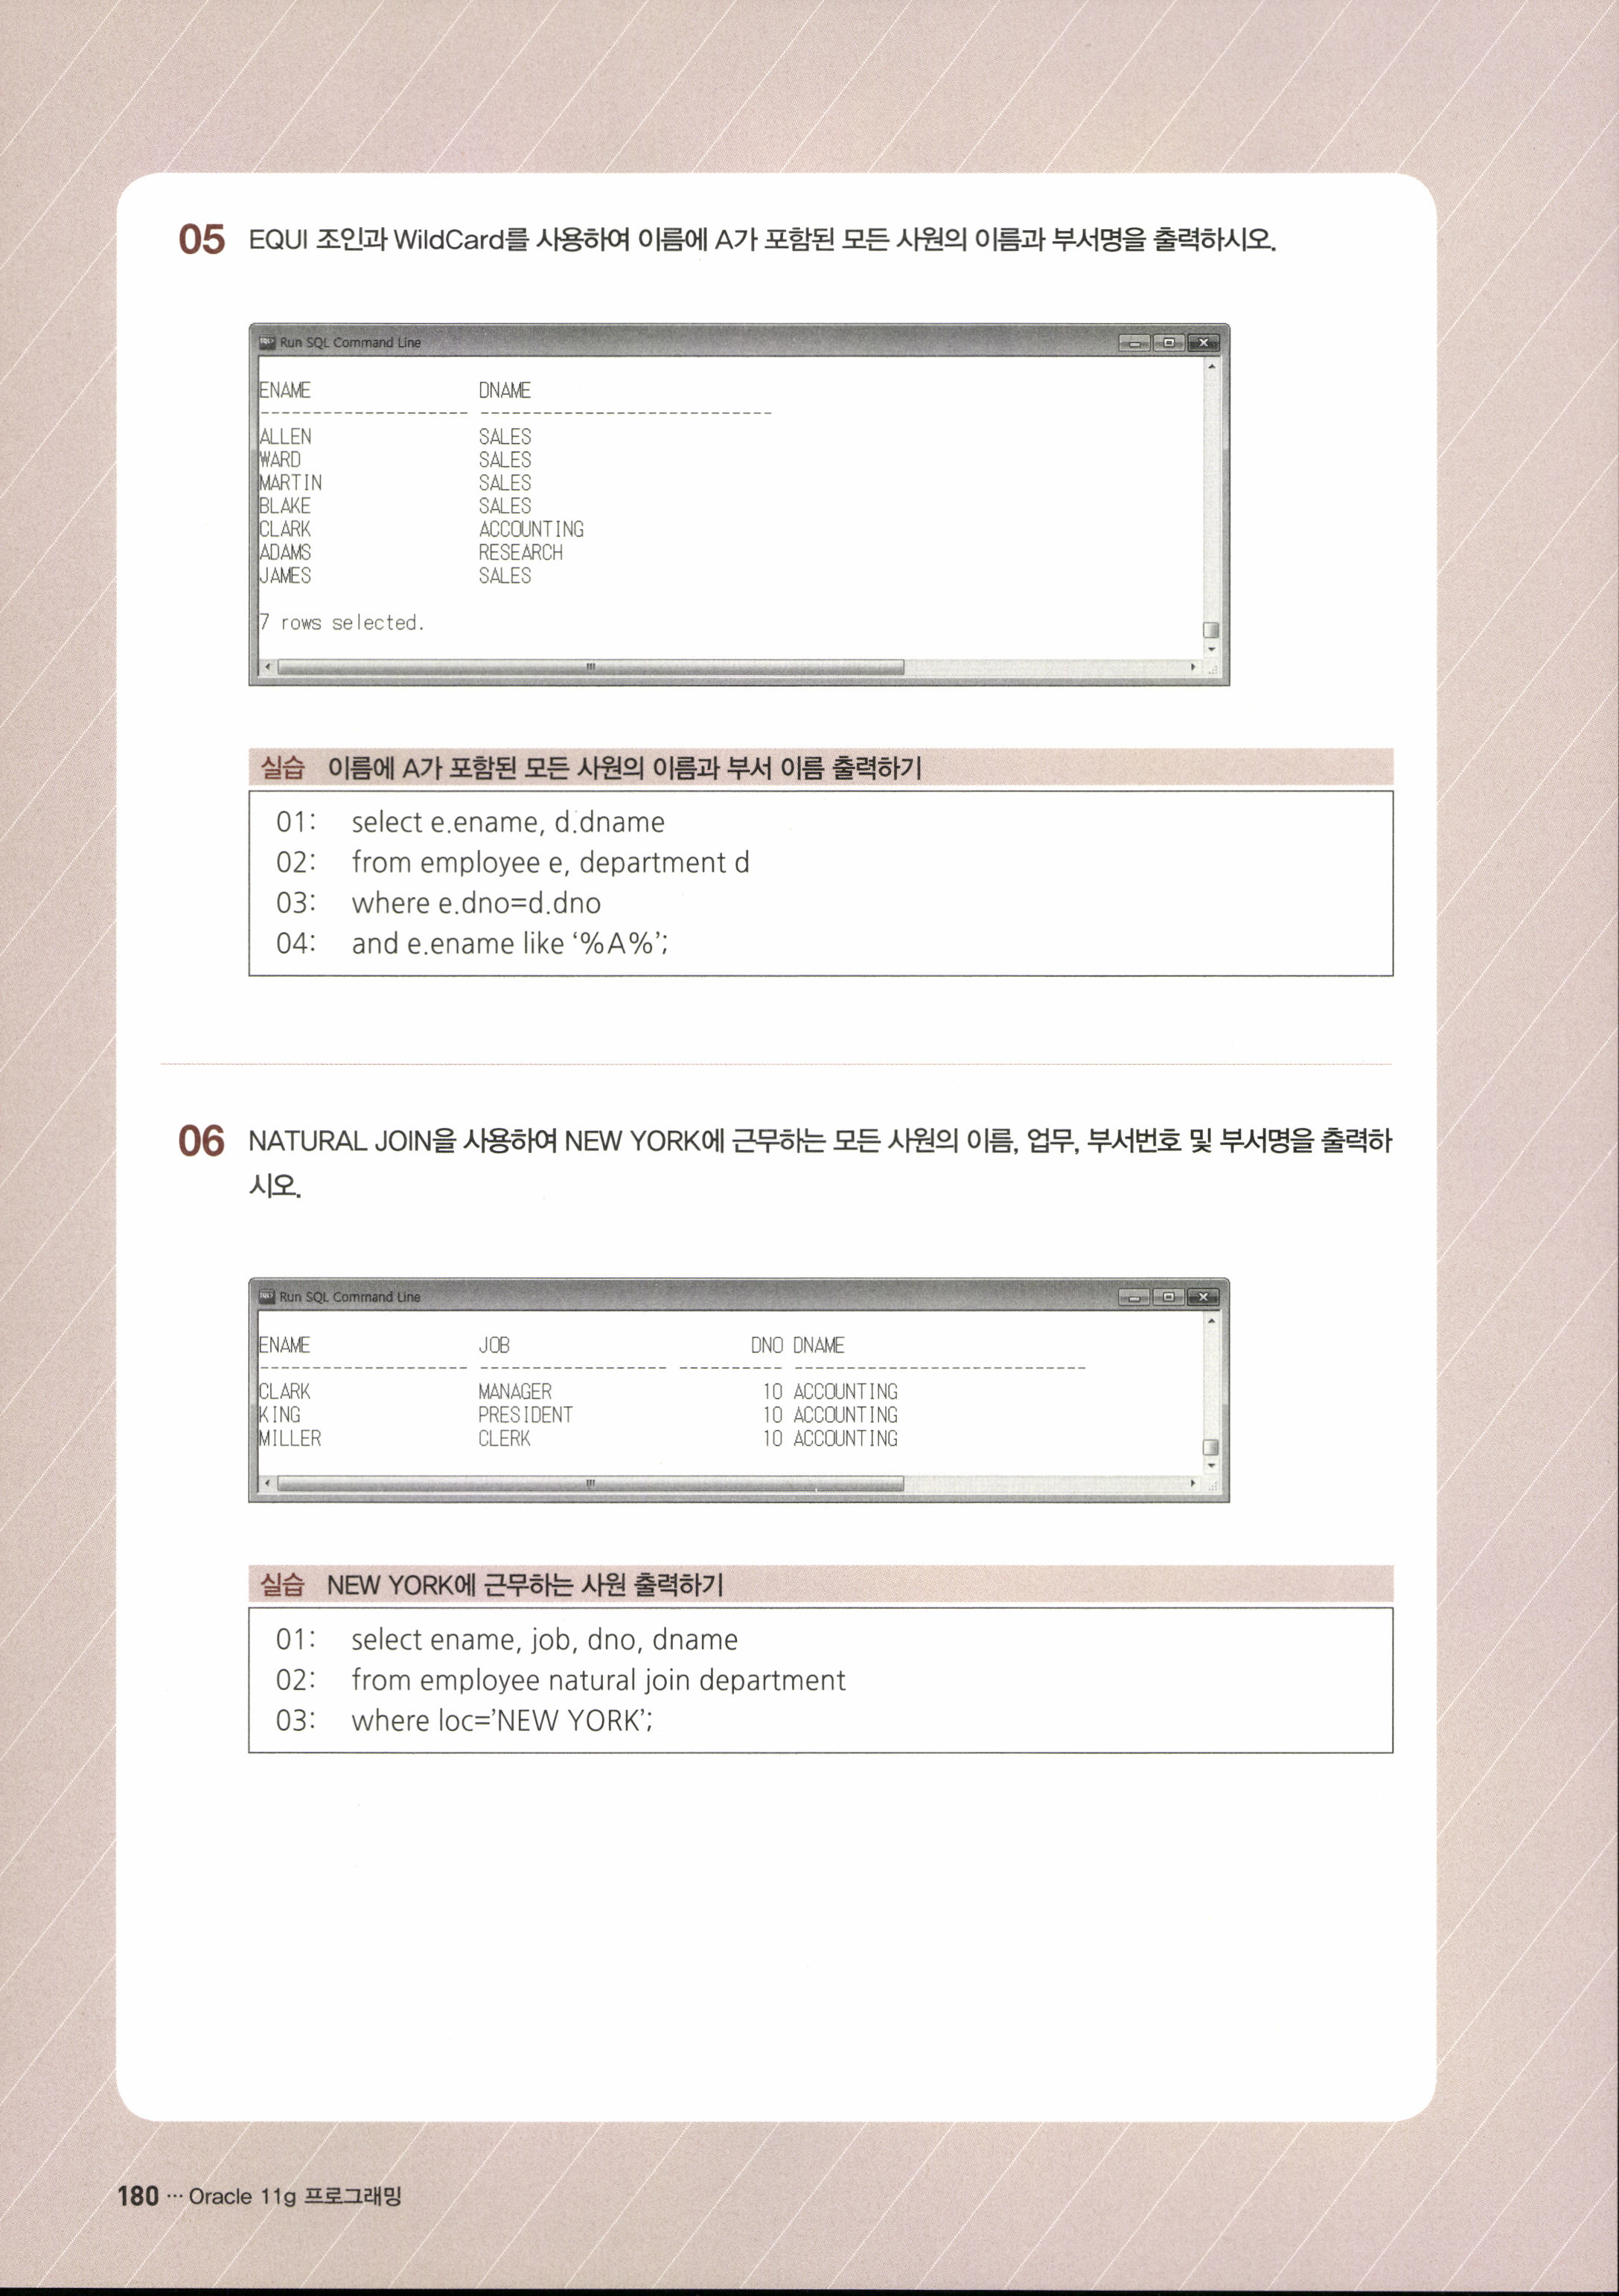 05 EQUI 조인과 WildCard를 사용하여 이름에 A가 포함된 모든 사원의 이름과 부서명을 출력하시오.
Run SQL Command Line
ENAME DNAME
-------------------- ----------------------------
ALLEN SALES
WARD SALES
MARTIN SALES
BLAKE SALES
CLARK ACCOUNTING
ADAMS RESEARCH
JAMES SALES
7 rows selected.
실습 이름에 A가 포함된 모든 사원의 이름과 부서 이름 출력하기
01: select e.ename, d.dname
02: from employee e, department d
03: where e.dno=d.dno
04: and e.ename like ‘%A%’;
06 NATURAL JOIN을 사용하여 NEW YORK에 근무하는 모든 사원의 이름, 업무, 부서번호 및 부서명을 출력하
시오.
Run SQL Command Line
ENAME JOB DNO DNAME
-------------------- ------------------ ---------- ----------------------------
CLARK MANAGER 10 ACCOUNTING
KING PRESIDENT 10 ACCOUNTING
MILLER CLERK 10 ACCOUNTING
실습 NEW YORK에 근무하는 사원 출력하기
01: select ename, job, dno, dname
02: from employee natural join department
03: where loc=’NEW YORK’;
180 ··· Oracle 11g 프로그래밍